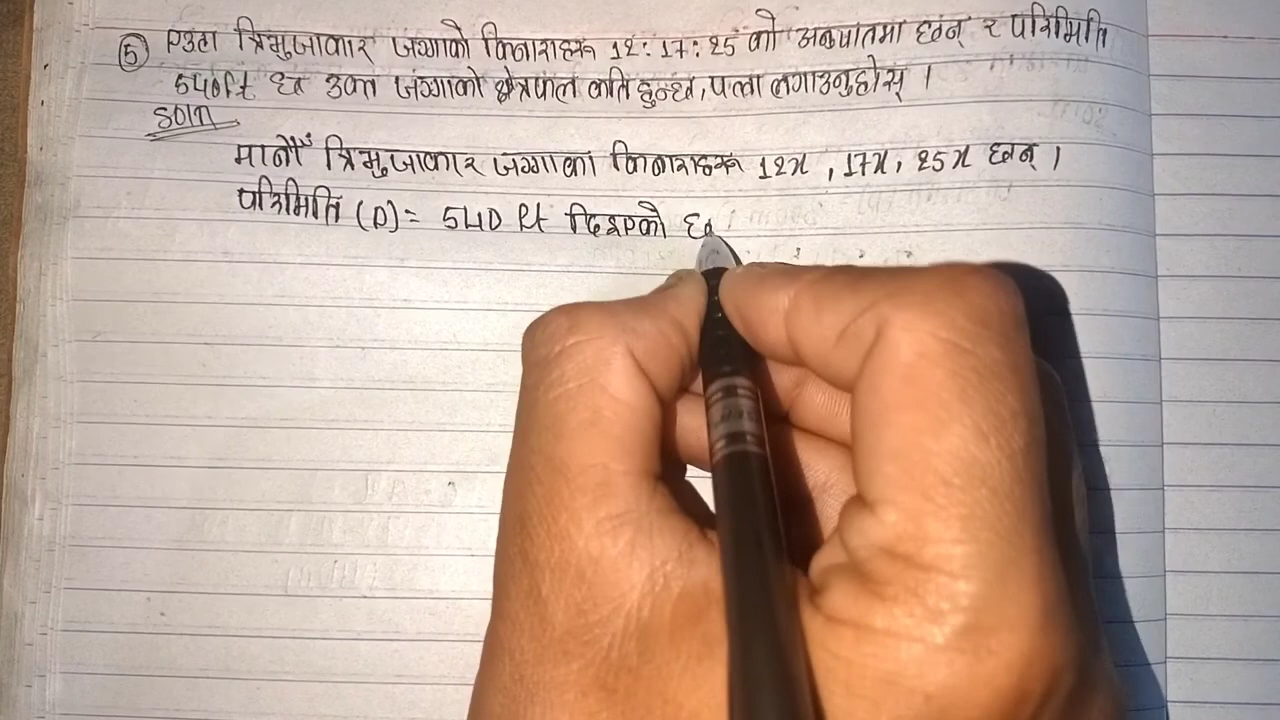 ⑤ एउटा त्रिभुजाकार जग्गाको किनाराहरू 12:17:25 को अनुपातमा छन् र परिमिति
540ft छ उक्त जग्गाको क्षेत्रफल कति हुन्छ, पत्ता लगाउनुहोस् ।
soln
मानौँ त्रिभुजाकार जग्गाका किनाराहरू 12x , 17x, 25x छन् ।
परिमिति (p)= 540 ft दिइएको छ